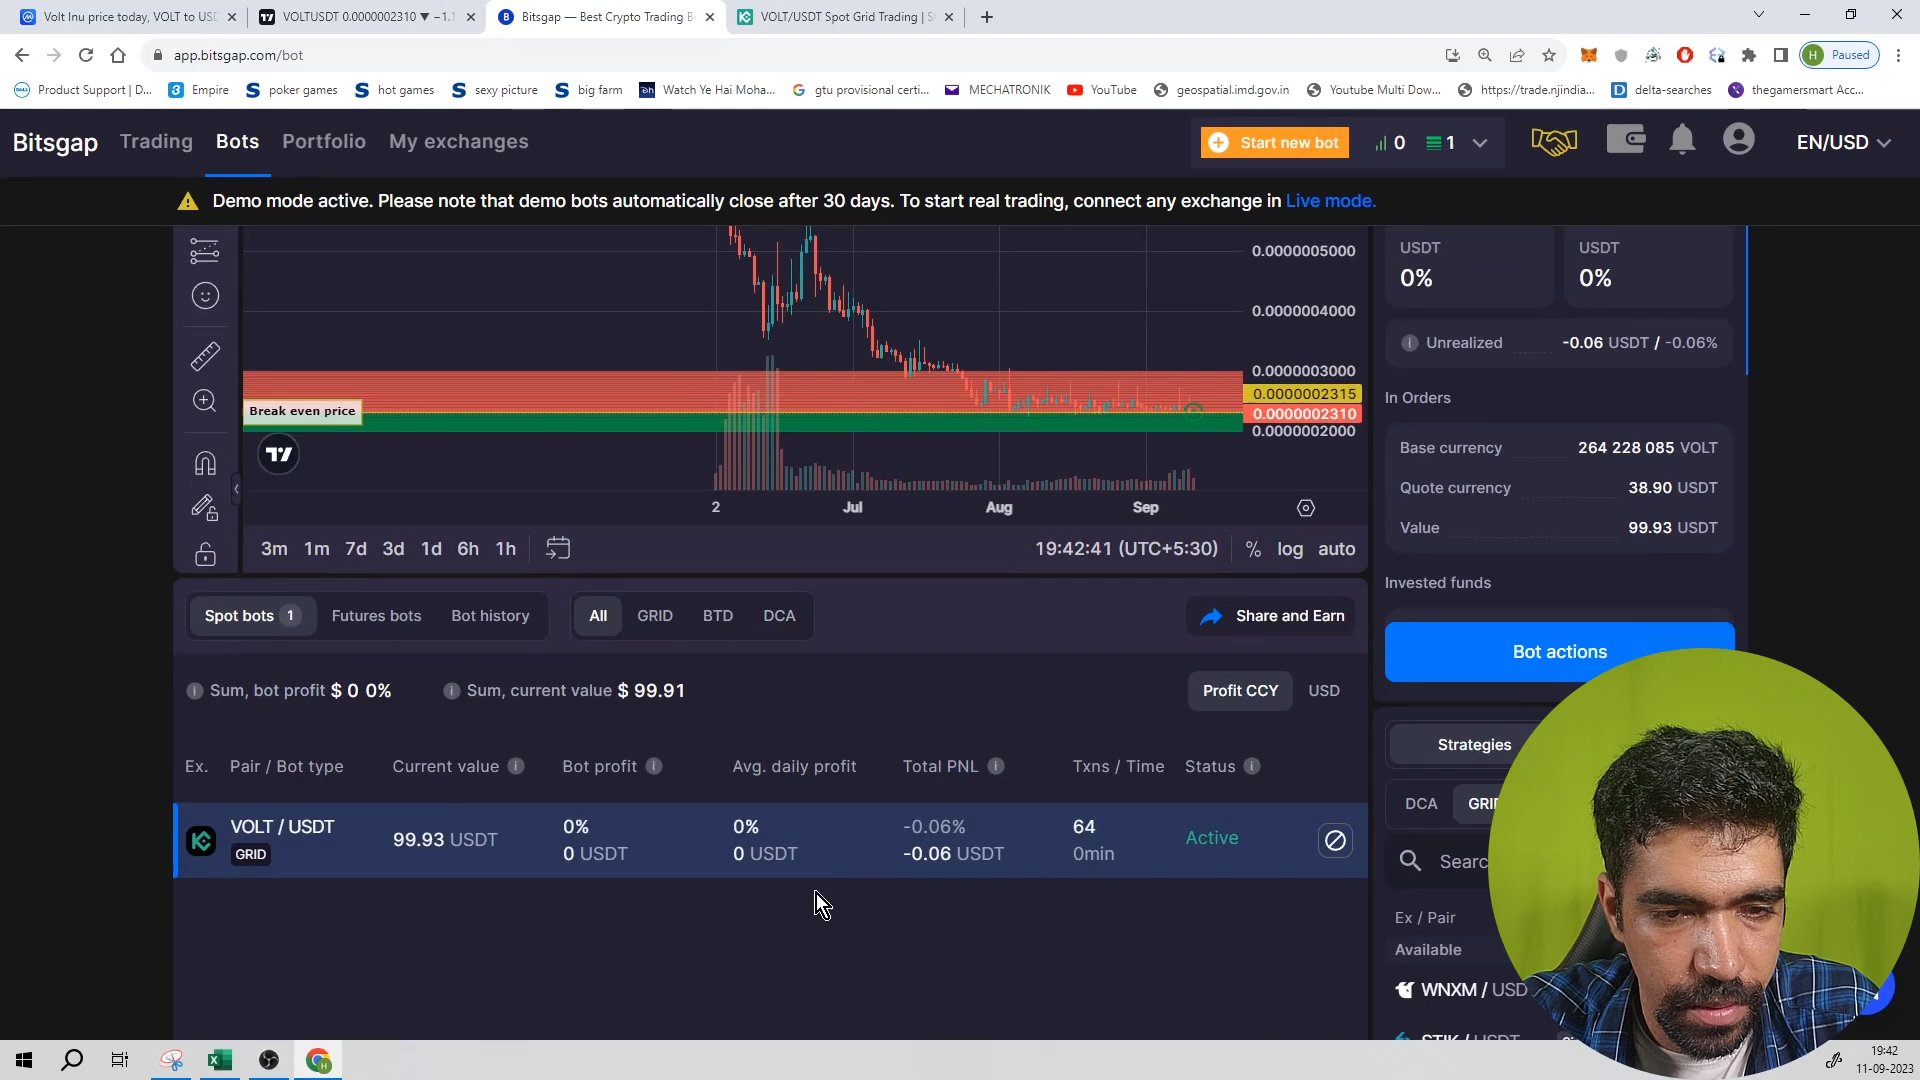 Volt Inu price today, VOLT to USD
VOLTUSDT 0.0000002310 ▼ −1.1
Bitsgap — Best Crypto Trading B
VOLT/USDT Spot Grid Trading | S
app.bitsgap.com/bot
H Paused
Product Support | D...
Empire
poker games
hot games
sexy picture
big farm
Watch Ye Hai Moha...
gtu provisional certi...
MECHATRONIK
YouTube
geospatial.imd.gov.in
Youtube Multi Dow...
https://trade.njindia...
delta-searches
thegamersmart Acc...
Bitsgap Trading Bots Portfolio My exchanges
Start new bot
0 1
EN/USD
Demo mode active. Please note that demo bots automatically close after 30 days. To start real trading, connect any exchange in Live mode.
0.0000005000
0.0000004000
0.0000003000
0.0000002315
0.0000002310
0.0000002000
Break even price
2 Jul Aug Sep
3m 1m 7d 3d 1d 6h 1h
19:42:41 (UTC+5:30) % log auto
USDT
0%
USDT
0%
Unrealized -0.06 USDT / -0.06%
In Orders
Base currency 264 228 085 VOLT
Quote currency 38.90 USDT
Value 99.93 USDT
Invested funds
Bot actions
Spot bots 1 Futures bots Bot history
All GRID BTD DCA
Share and Earn
Sum, bot profit $ 0 0% Sum, current value $ 99.91
Profit CCY USD
Ex. Pair / Bot type Current value Bot profit Avg. daily profit Total PNL Txns / Time Status
VOLT / USDT
GRID
99.93 USDT
0%
0 USDT
0%
0 USDT
-0.06%
-0.06 USDT
64
0min
Active
Strategies
DCA GRID
Searc
Ex / Pair
Available
WNXM / USD
STIK / USDT
19:42
11-09-2023